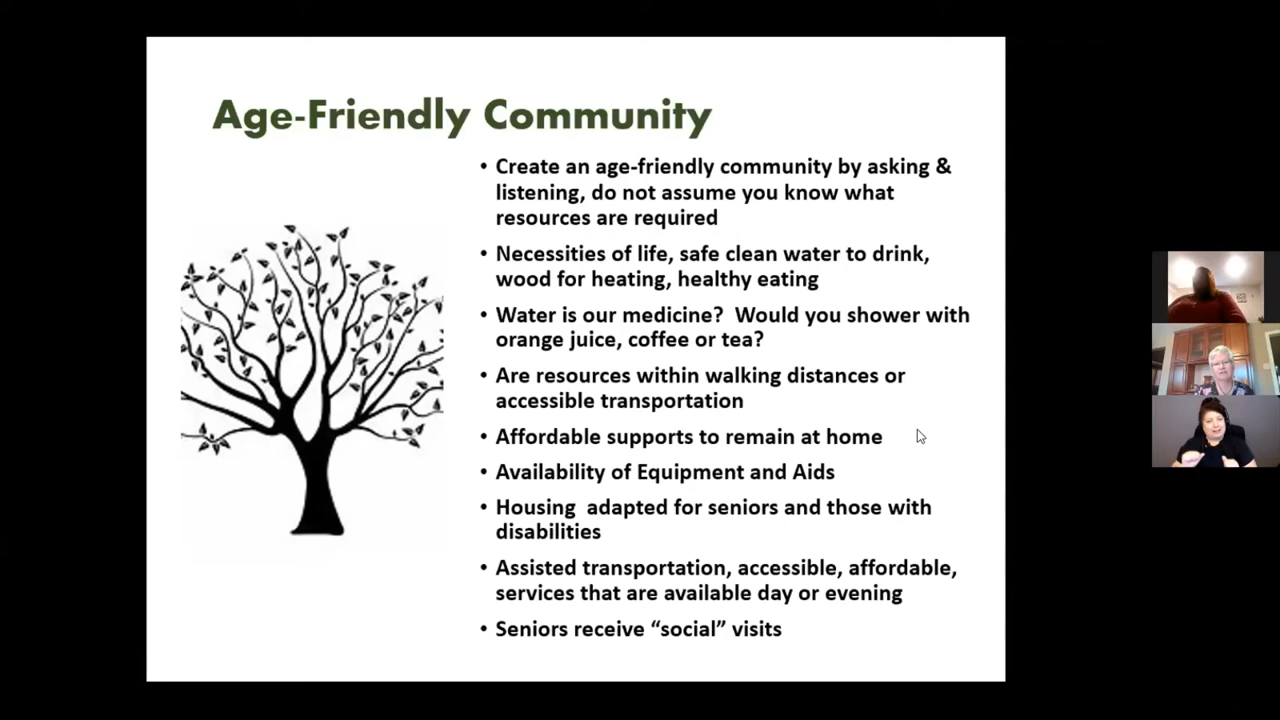 Age-Friendly Community
• Create an age-friendly community by asking &
listening, do not assume you know what
resources are required
• Necessities of life, safe clean water to drink,
wood for heating, healthy eating
• Water is our medicine?  Would you shower with
orange juice, coffee or tea?
• Are resources within walking distances or
accessible transportation
• Affordable supports to remain at home
• Availability of Equipment and Aids
• Housing  adapted for seniors and those with
disabilities
• Assisted transportation, accessible, affordable,
services that are available day or evening
• Seniors receive “social” visits